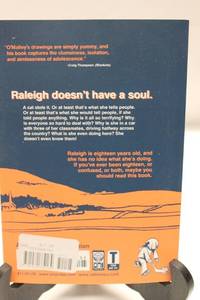 "O'Malley's drawings are simply yummy, and
his book captures the clumsiness, isolation,
and aimlessness of adolescence."
-Craig Thompson (Blankets)
Raleigh doesn't have a soul.
A cat stole it. Or at least that's what she tells people.
Or at least that's what she would tell people, if she
told people anything. Why is it all so terrifying? Why
is everyone so hard to deal with? Why is she in a car
with three of her classmates, driving halfway across
the country? What is she even doing here? She
doesn't even know them!
Raleigh is eighteen years old, and
she has no idea what she's doing.
If you've ever been eighteen, or
confused, or both, maybe you
should read this book.